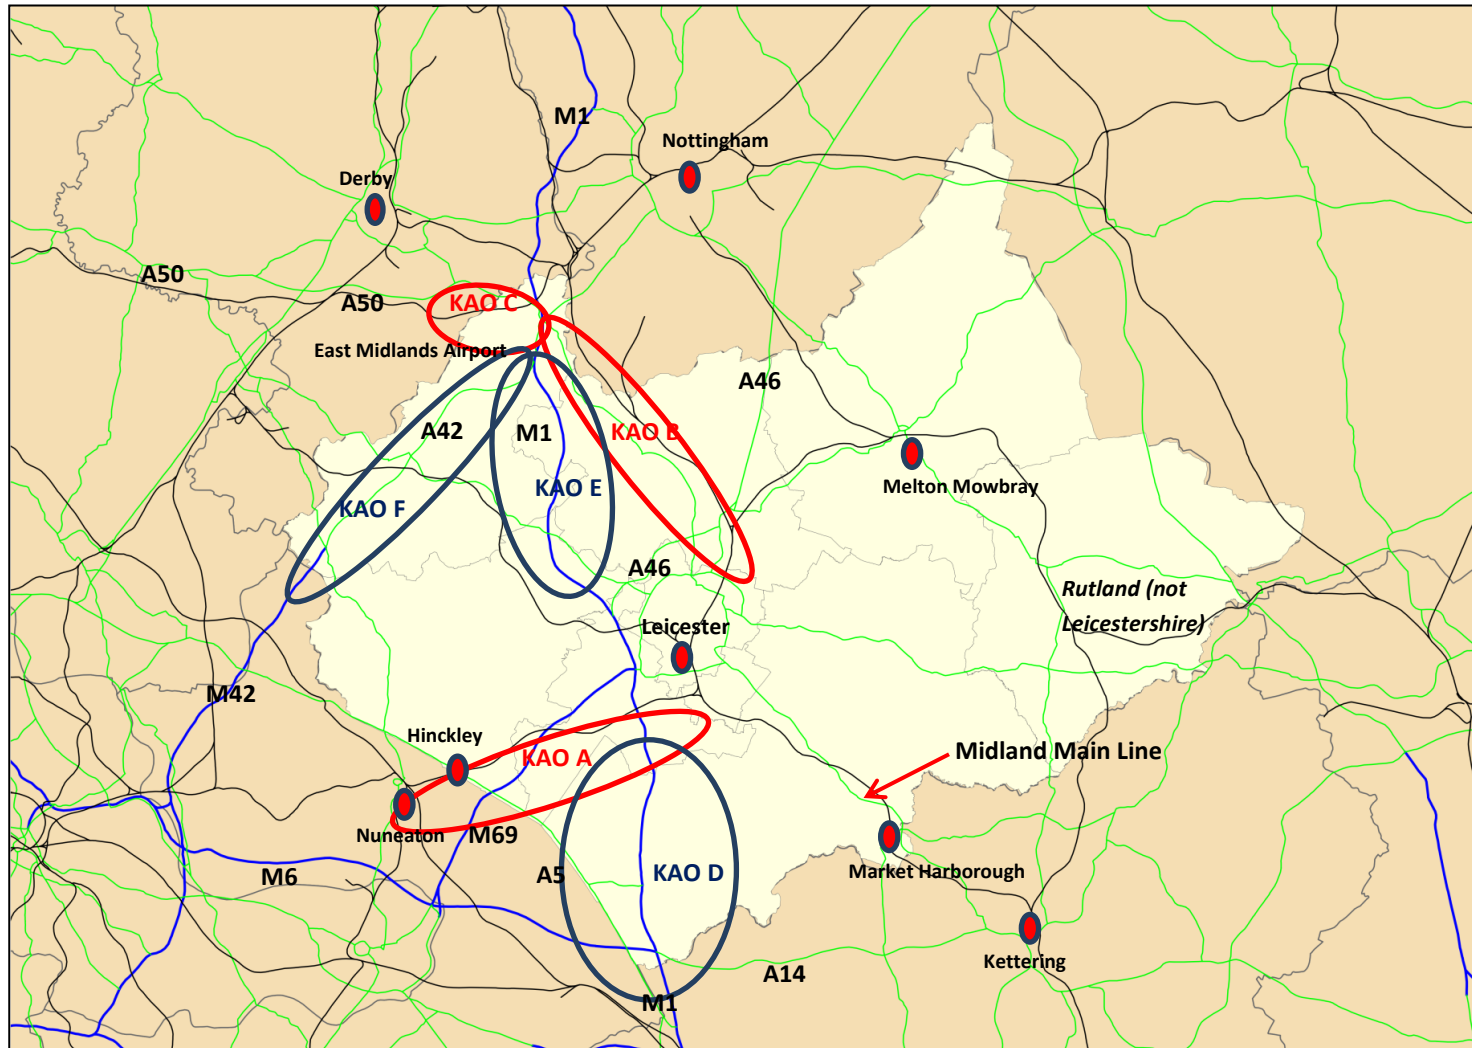 M1
Nottingham
Derby
A50
A50
KAO C
East Midlands Airport
A46
A42
M1
KAO B
Melton Mowbray
KAO E
KAO F
A46
Rutland (not
Leicestershire)
Leicester
M42
Hinckley
KAO A
Midland Main Line
Nuneaton
M69
A5
M6
KAO D
Market Harborough
Kettering
A14
M1